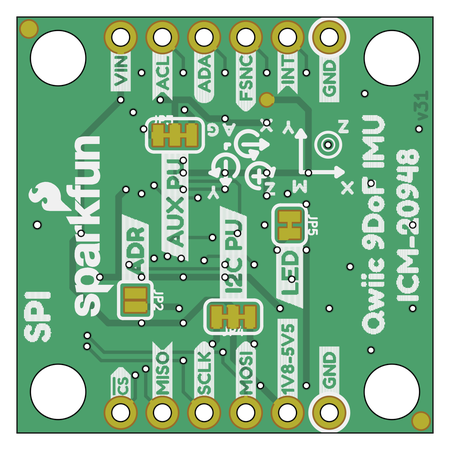 VIN
ACL
ADA
FSNC
INT
GND
v31
AG
Y
Z
X
M
AUX PU
sparkfun
ADR
JP2
I2C PU
LED
JP5
Qwiic 9DoF IMU
ICM-20948
SPI
CS
MISO
SCLK
MOSI
1V8-5V5
GND